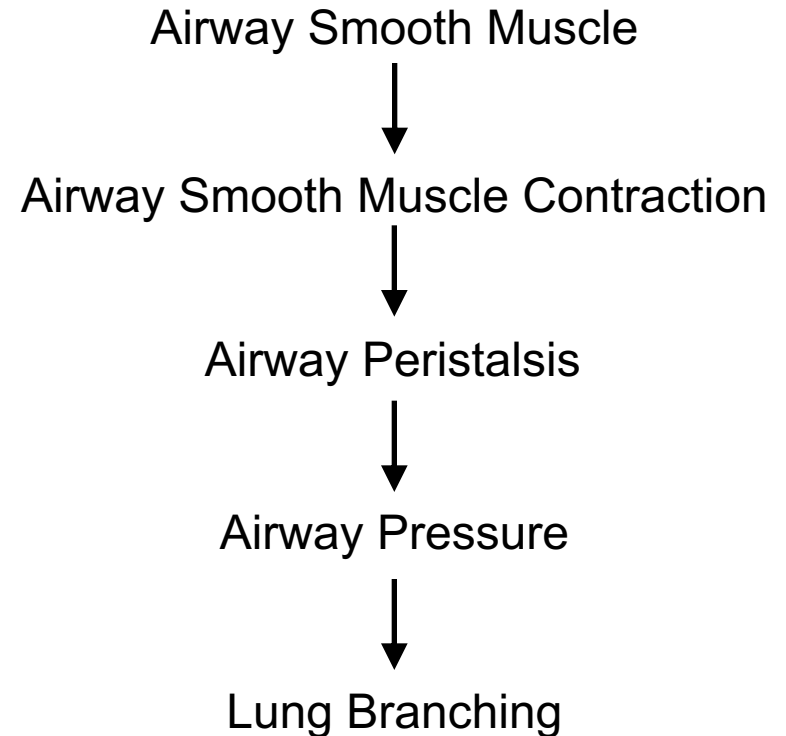 Airway Smooth Muscle
Airway Smooth Muscle Contraction
Airway Peristalsis
Airway Pressure
Lung Branching